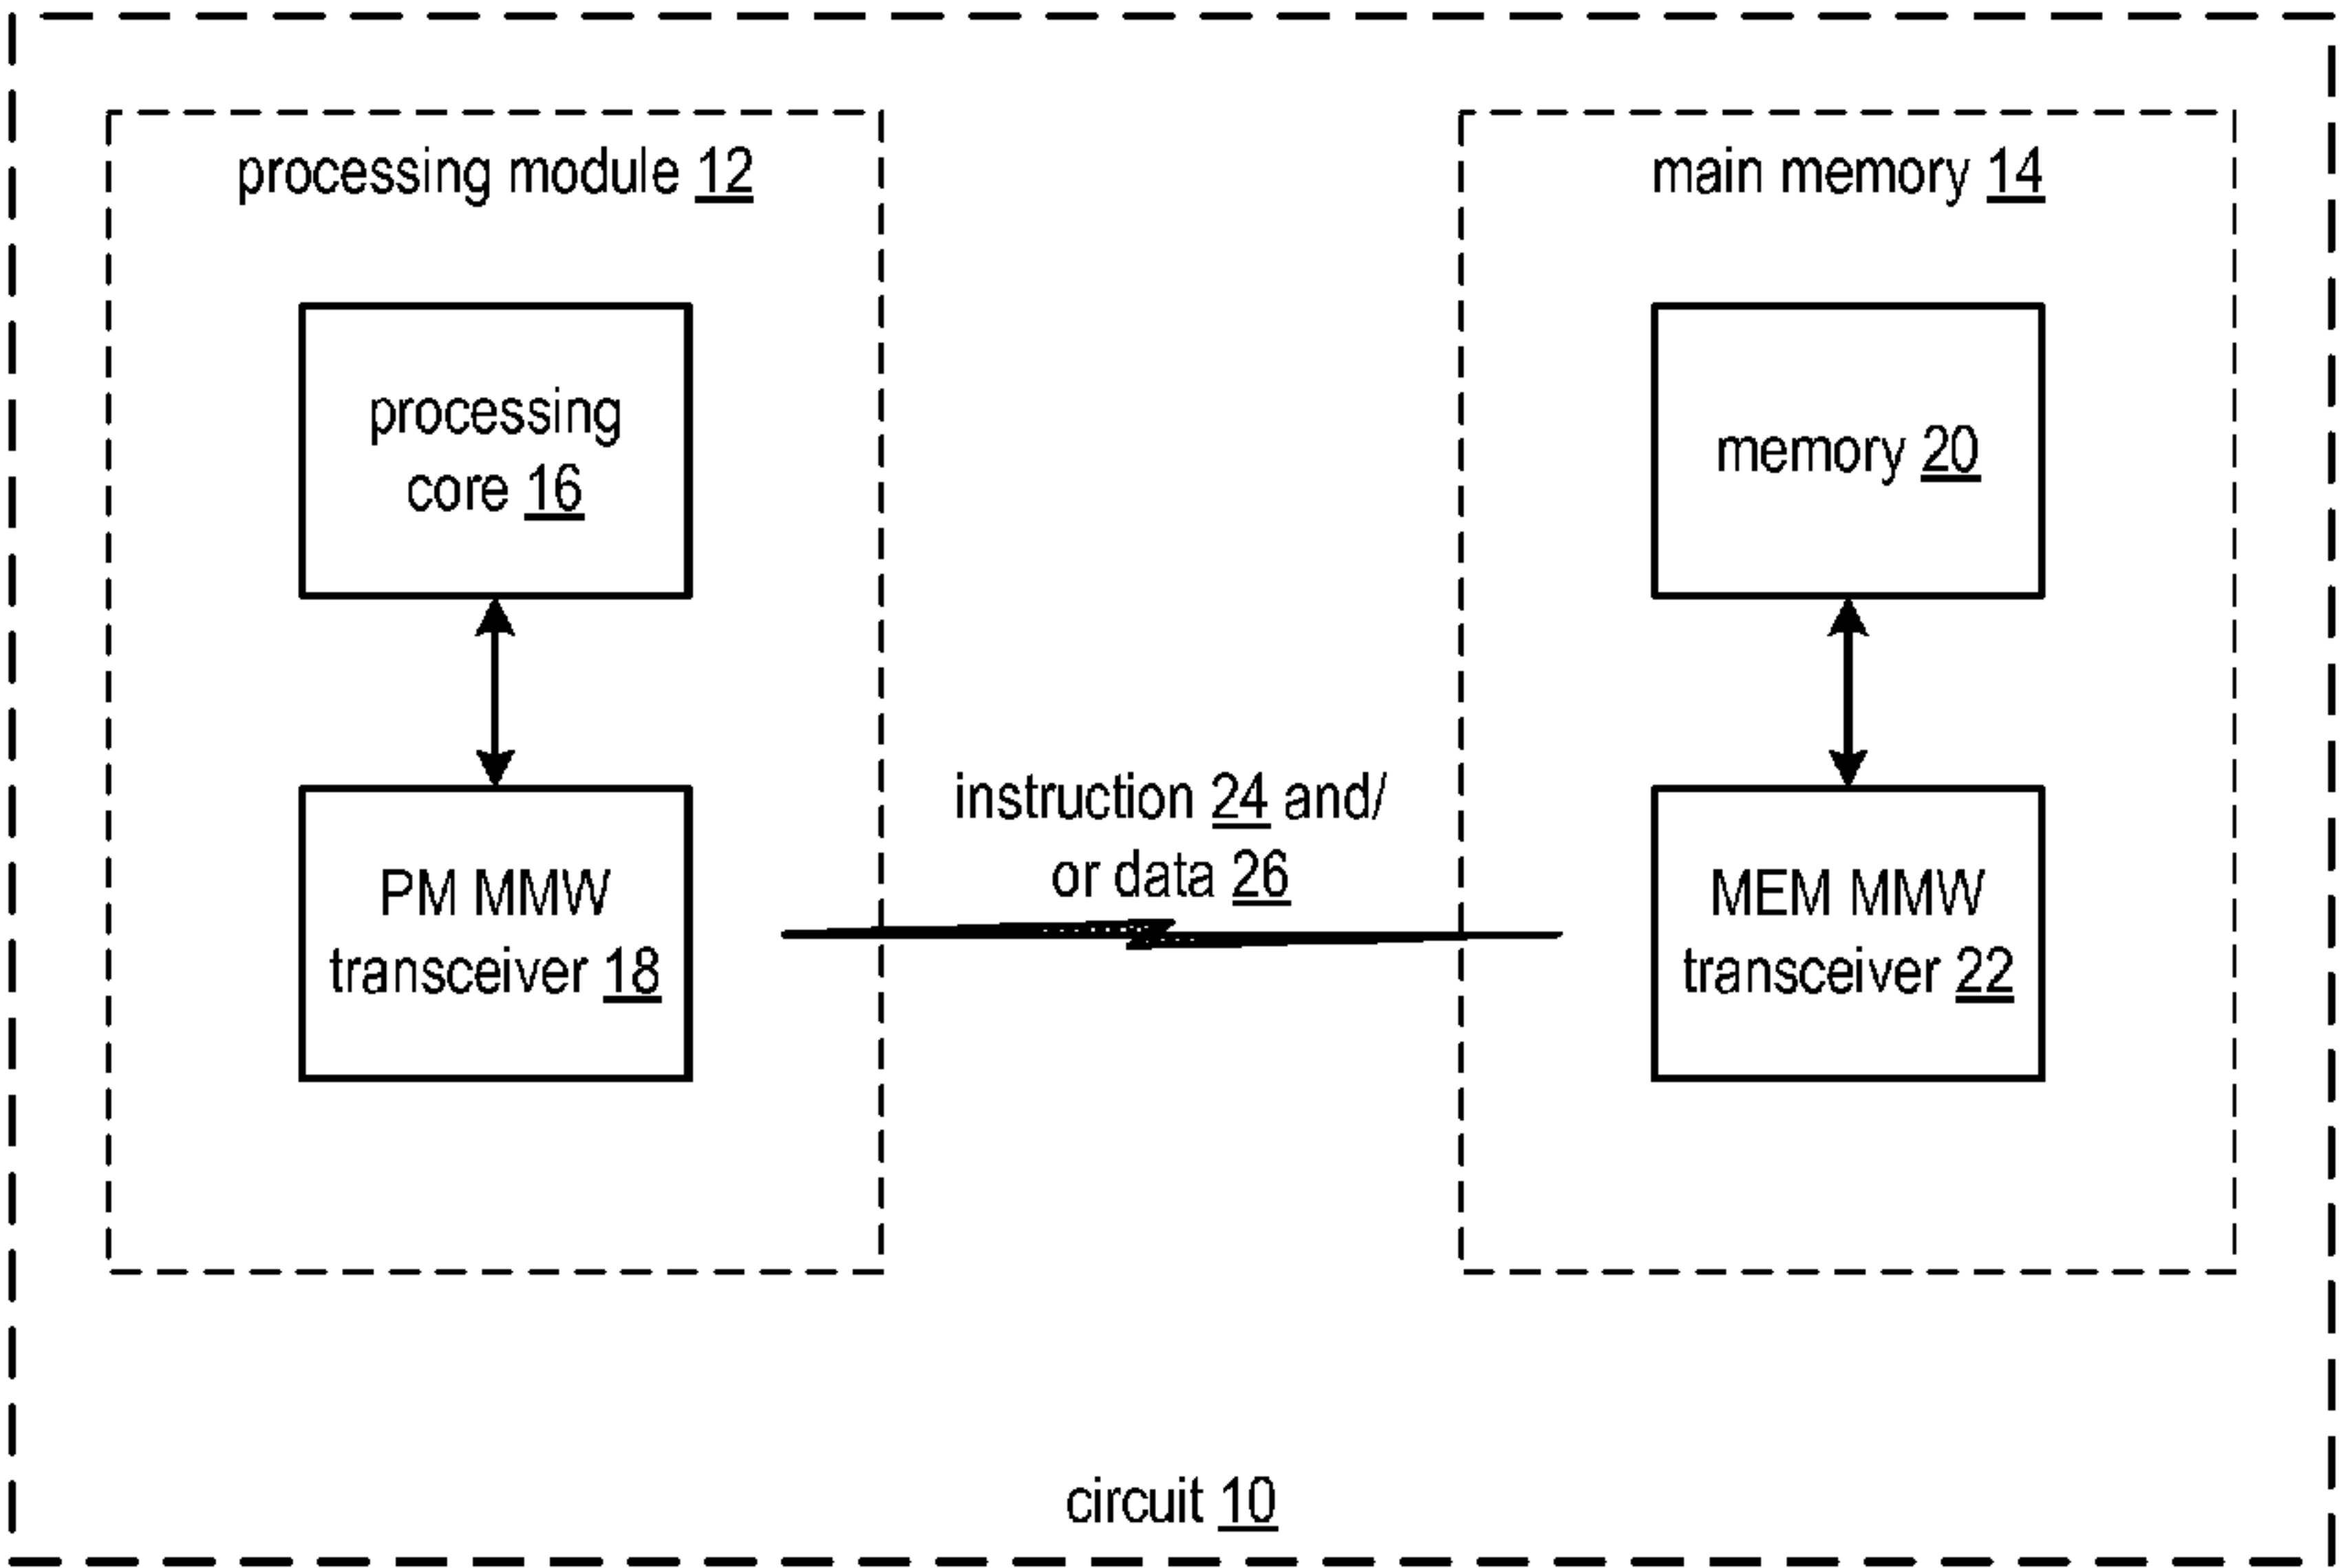 processing module 12
main memory 14
processing
core 16
memory 20
instruction 24 and/
or data 26
PM MMW
transceiver 18
MEM MMW
transceiver 22
circuit 10